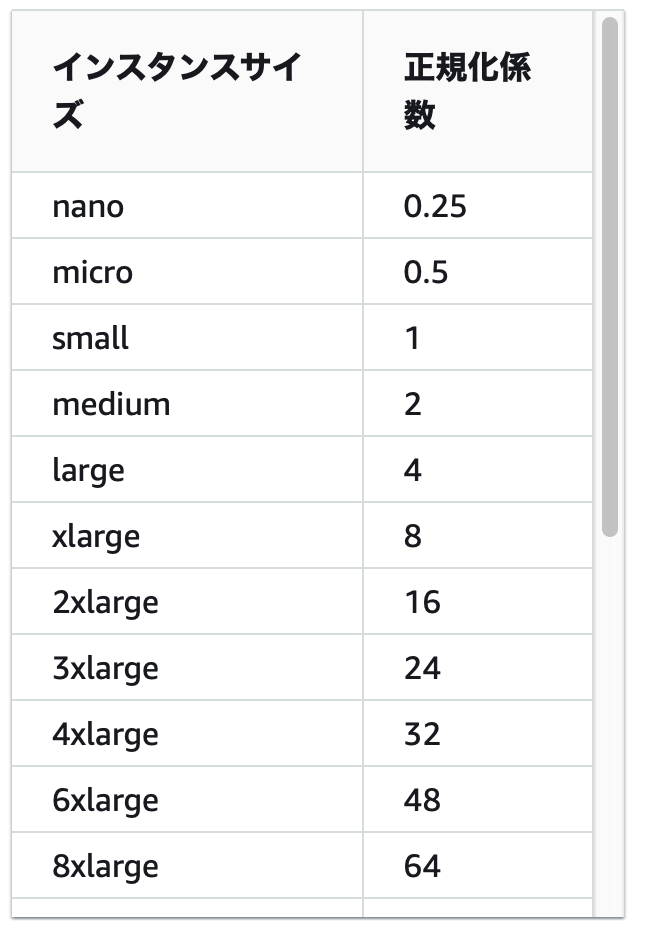 インスタンスサイ
ズ
正規化係
数
nano 0.25
micro 0.5
small 1
medium 2
large 4
xlarge 8
2xlarge 16
3xlarge 24
4xlarge 32
6xlarge 48
8xlarge 64